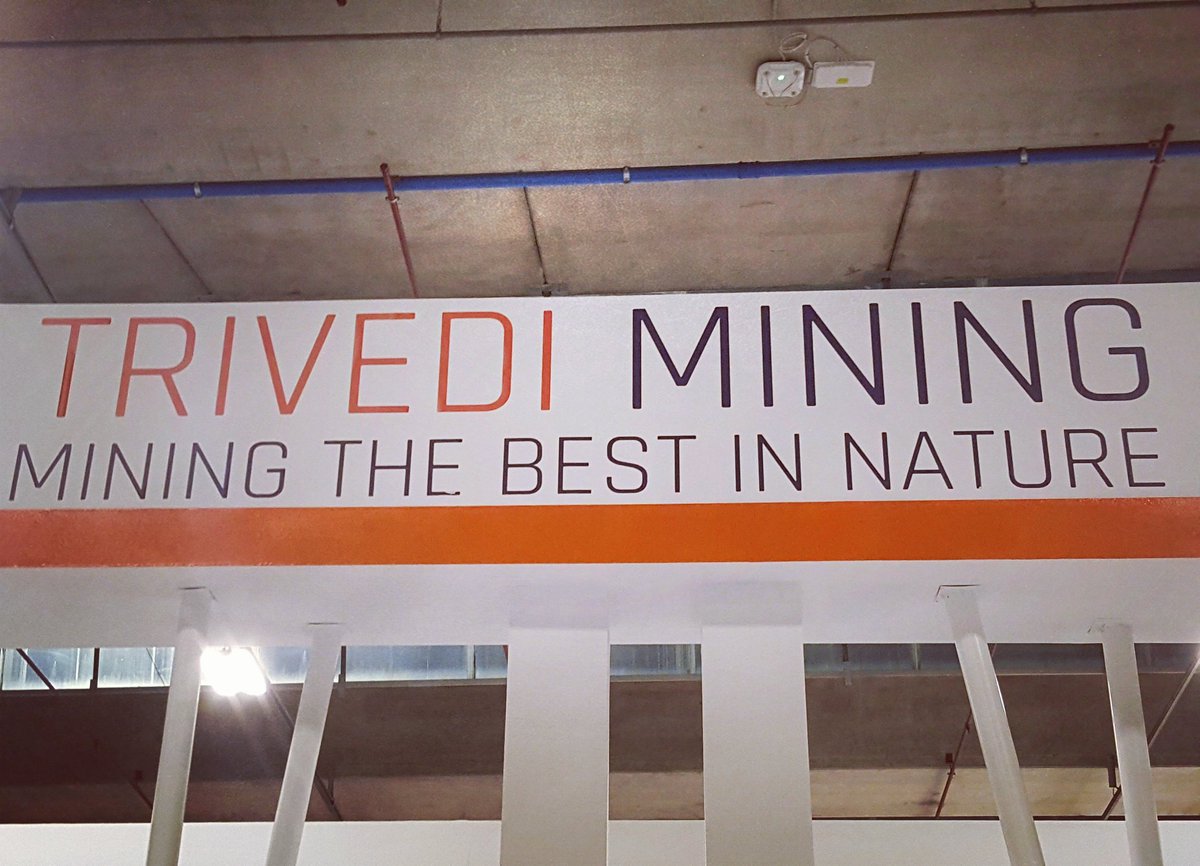 TRIVEDI MINING
MINING THE BEST IN NATURE